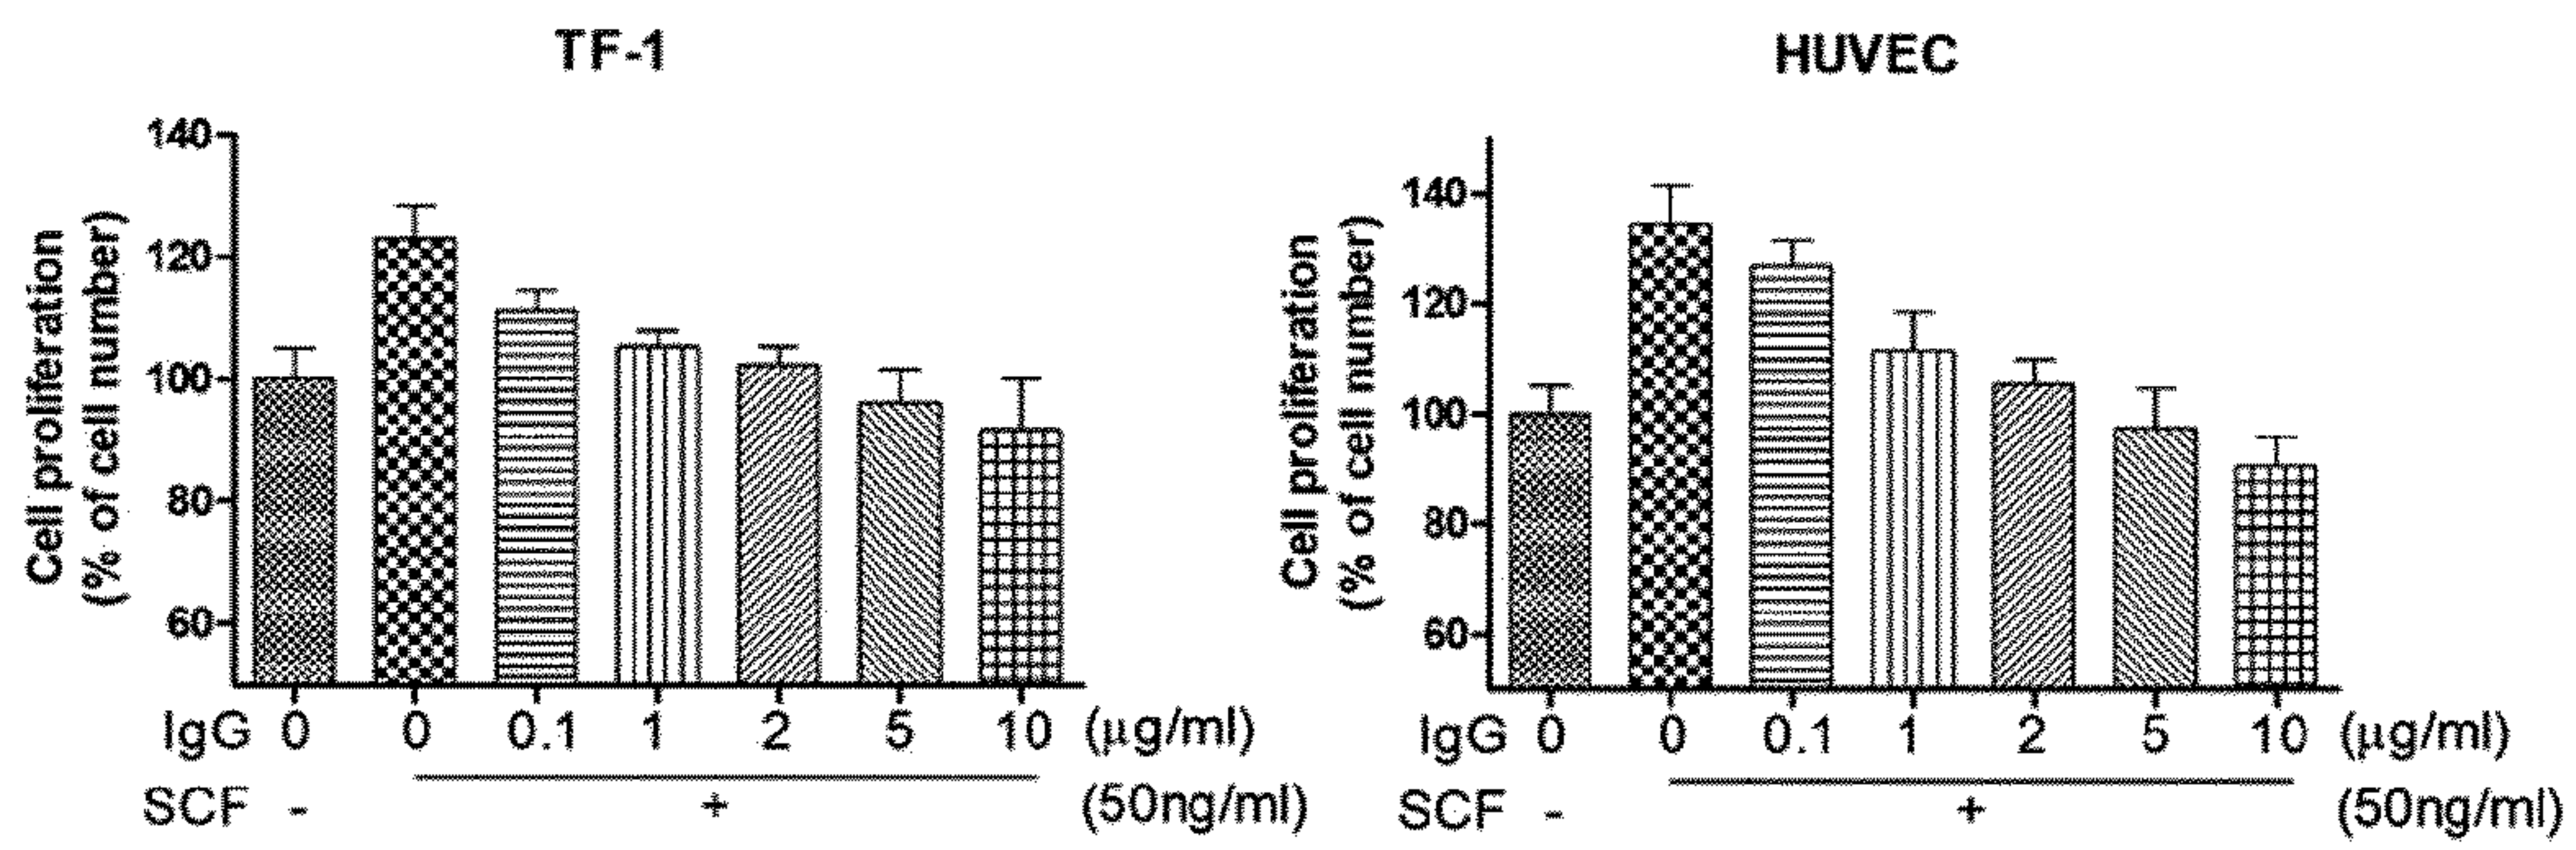 TF-1
140
120
100
80
60
Cell proliferation
(% of cell number)
IgG 0 0 0.1 1 2 5 10 (μg/ml)
SCF - + (50ng/ml)
HUVEC
140
120
100
80
60
Cell proliferation
(% of cell number)
IgG 0 0 0.1 1 2 5 10 (μg/ml)
SCF - + (50ng/ml)